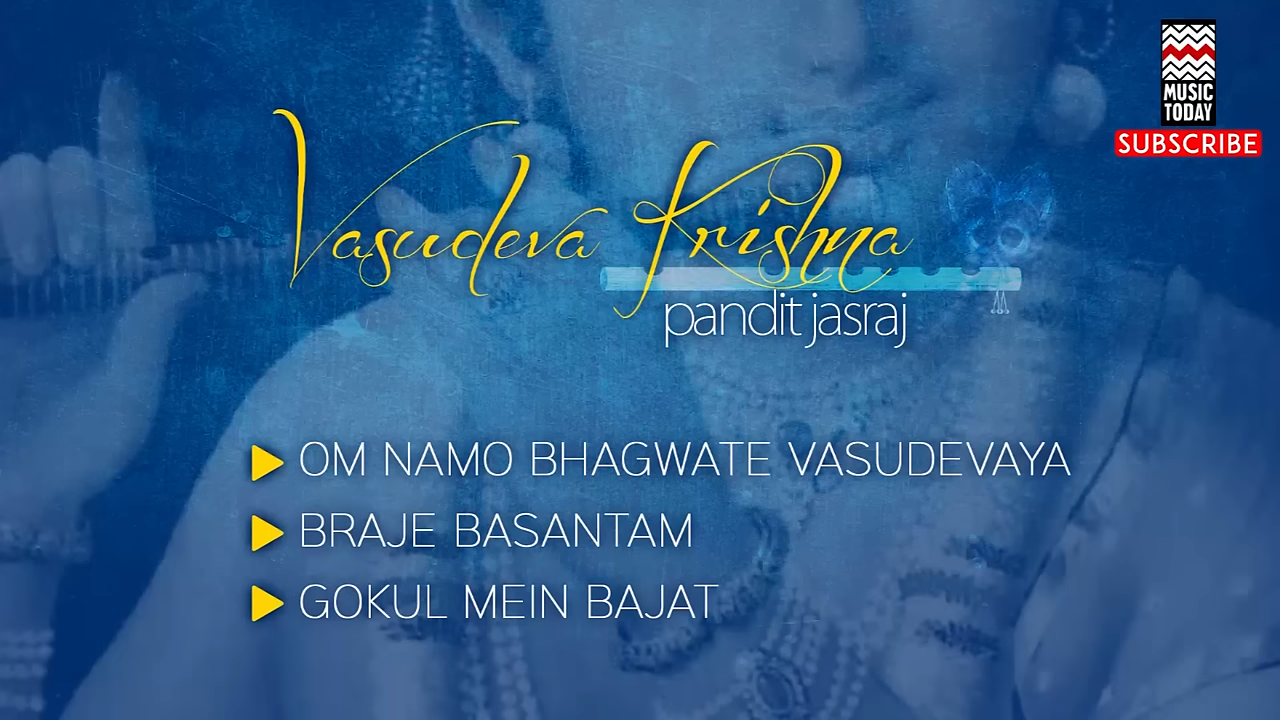 MUSIC
TODAY
SUBSCRIBE
Vasudeva Krishna
pandit jasraj
OM NAMO BHAGWATE VASUDEVAYA
BRAJE BASANTAM
GOKUL MEIN BAJAT